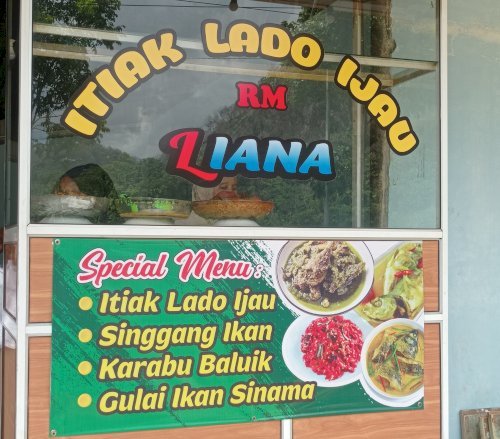 ITIAK LADO IJAU
RM
LIANA
Special Menu :
Itiak Lado Ijau
Singgang Ikan
Karabu Baluik
Gulai Ikan Sinama